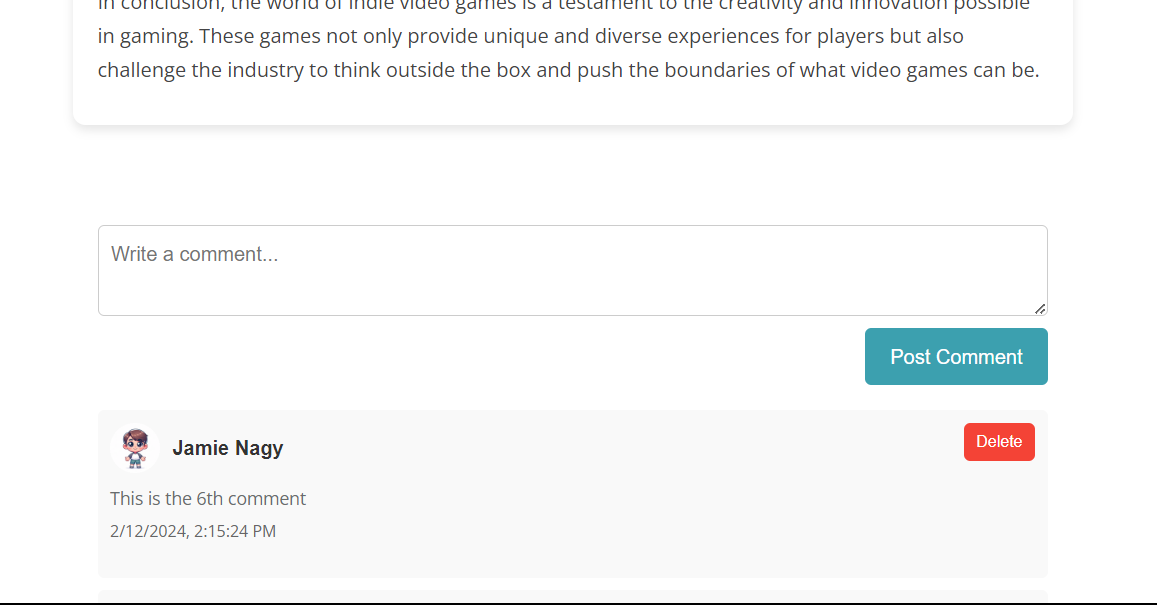 In conclusion, the world of indie video games is a testament to the creativity and innovation possible
in gaming. These games not only provide unique and diverse experiences for players but also
challenge the industry to think outside the box and push the boundaries of what video games can be.
Write a comment...
Post Comment
Jamie Nagy
Delete
This is the 6th comment
2/12/2024, 2:15:24 PM